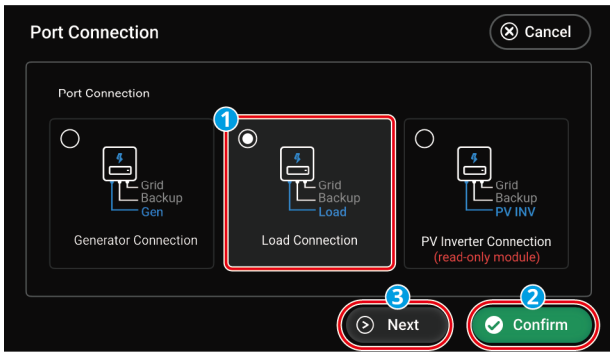 Port Connection
Cancel
Port Connection
1
Grid
Backup
Gen
Generator Connection
Grid
Backup
Load
Load Connection
Grid
Backup
PV INV
PV Inverter Connection
(read-only module)
3
Next
2
Confirm